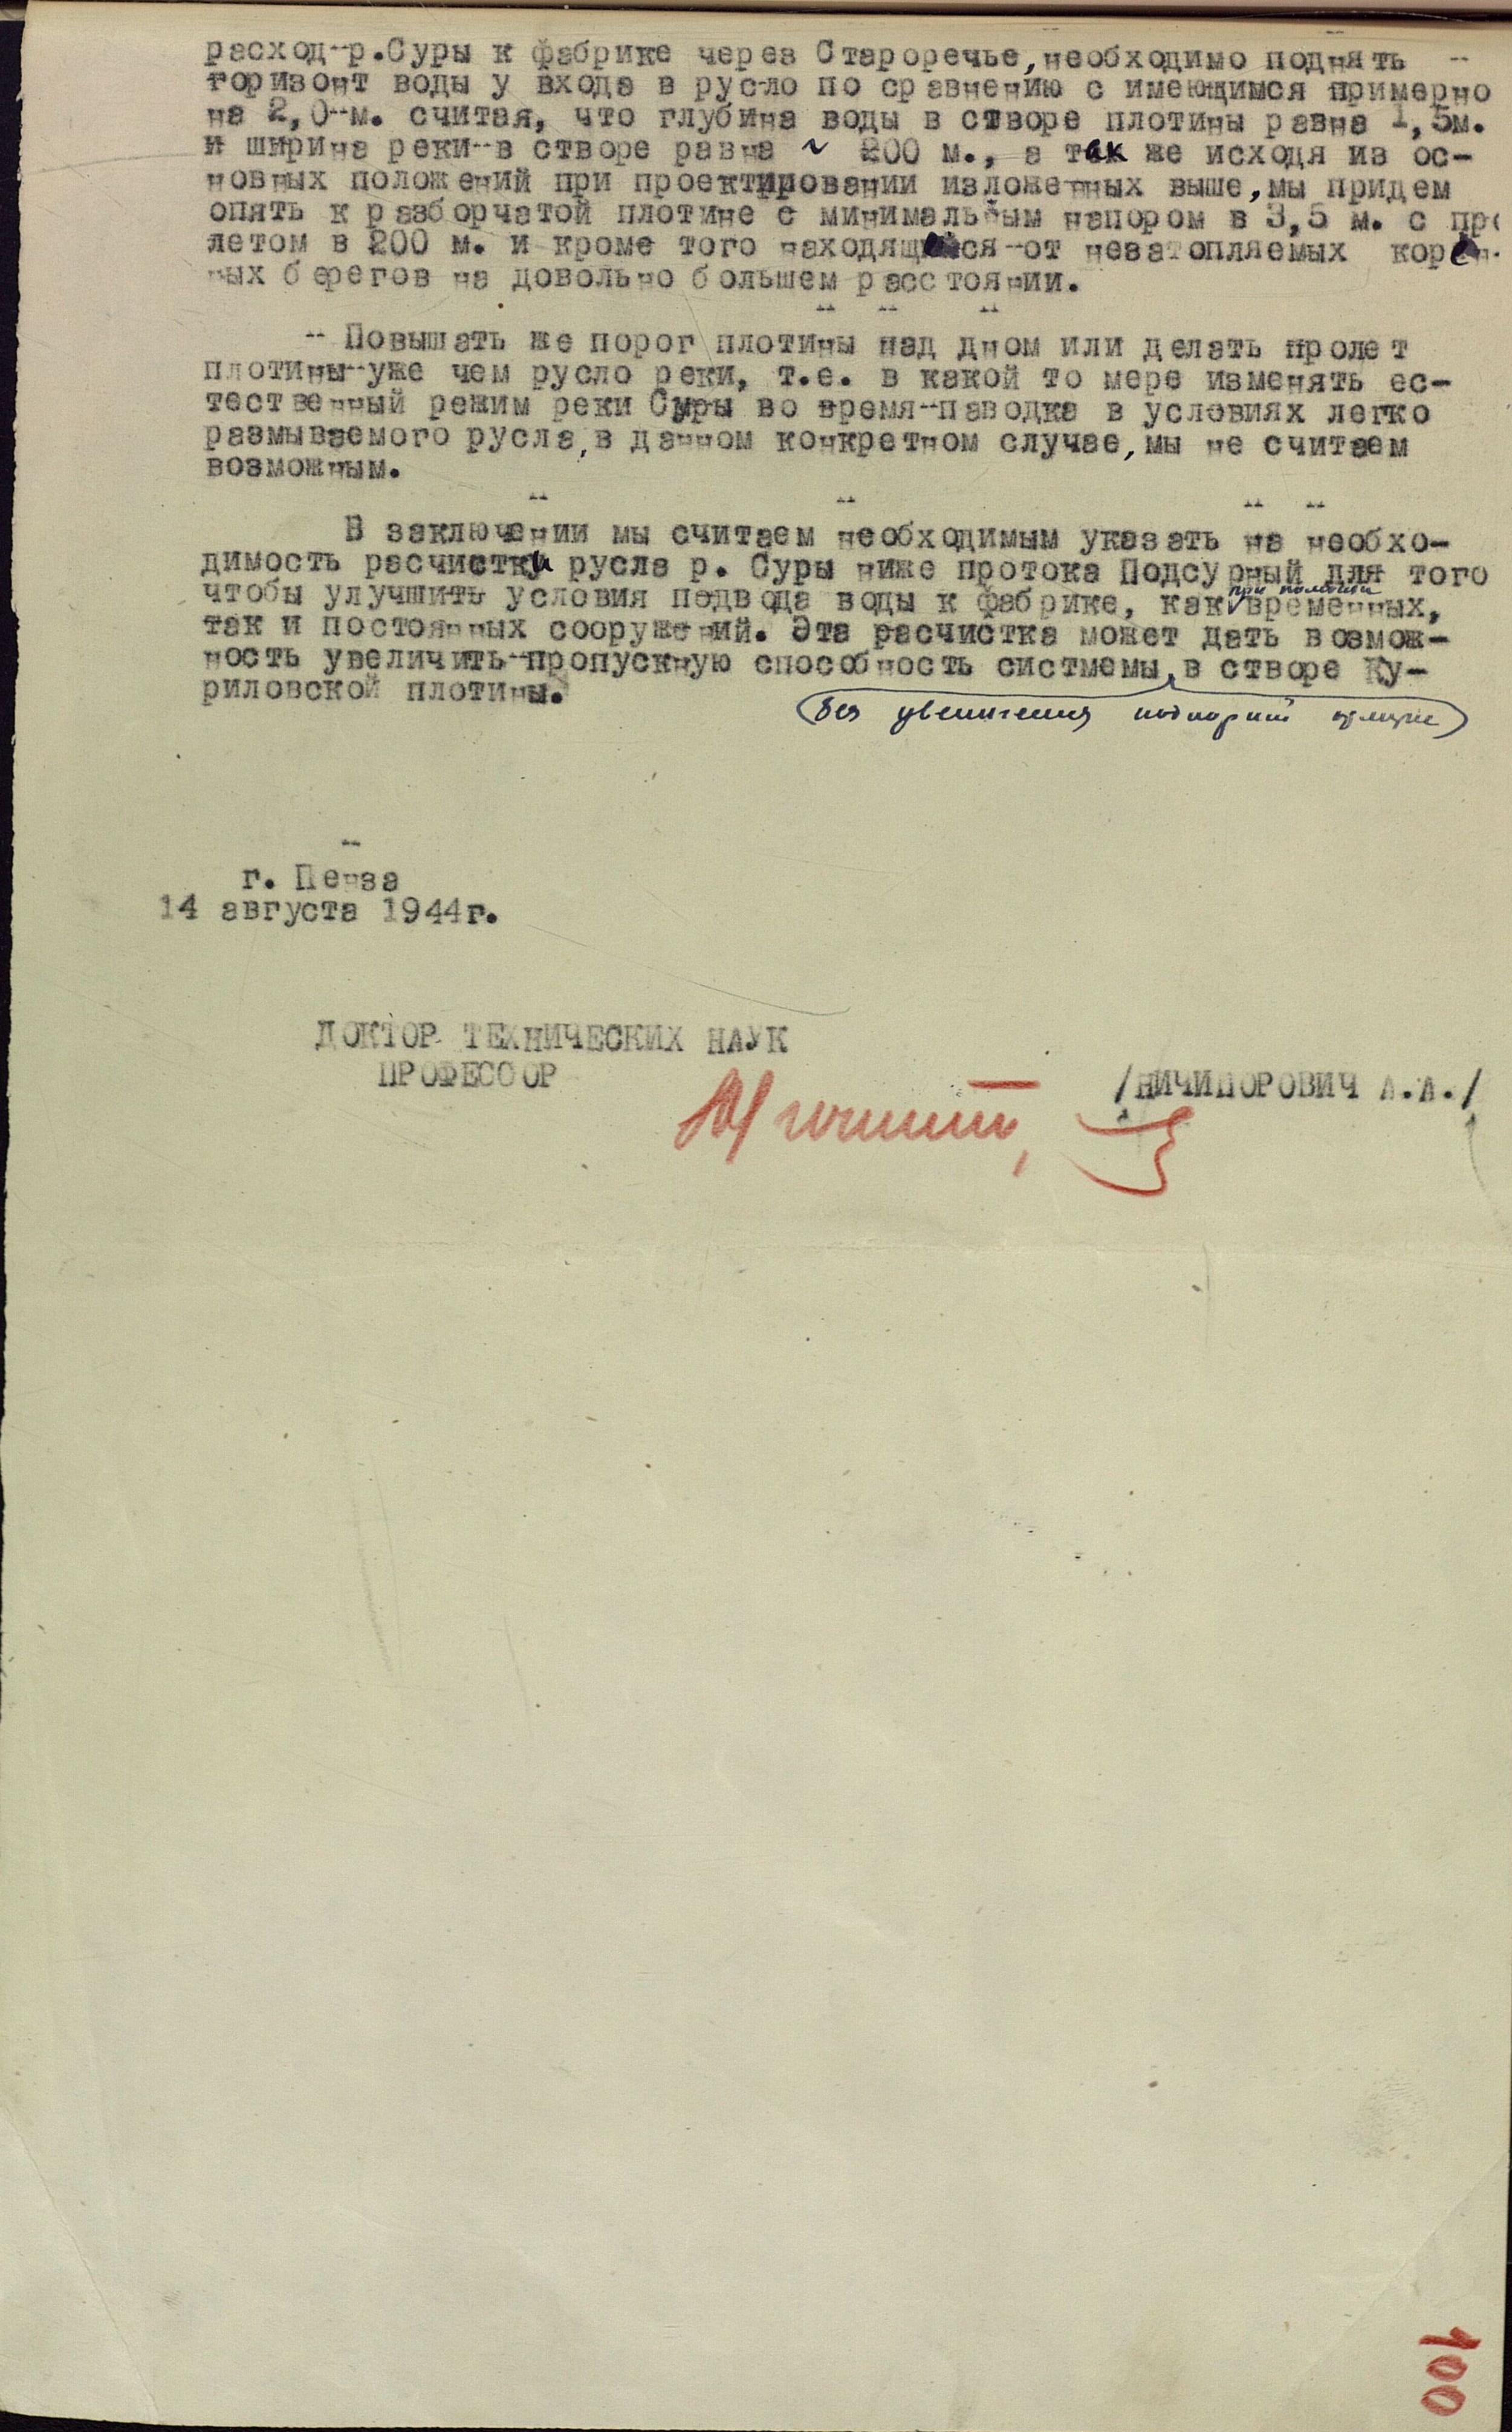 расход р.Суры к фабрике через Староречье,необходимо поднять
горизонт воды у входа в русло по сравнению с имеющимся примерно
на 2,0 м. считая, что глубина воды в створе плотины равна 1,5м.
и ширина реки в створе равна ~ 200 м., а так же исходя из ос-
новных положений при проектировании изложенных выше,мы придем
опять к разборчатой плотине с минимальным напором в 3,5 м. с про
летом в 200 м. и кроме того находящейся от незатопляемых корен-
ных берегов на довольно большем расстоянии.
Повышать же порог плотины над дном или делать пролет
плотины уже чем русло реки, т.е. в какой то мере изменять ес-
тественный режим реки Суры во время паводка в условиях легко
размываемого русла,в данном конкретном случае,мы не считаем
возможным.
В заключении мы считаем необходимым указать на необхо-
димость расчистки русла р. Суры ниже протока Подсурный для того
чтобы улучшить условия подвода воды к фабрике, как при помощи временных,
так и постоянных сооружений. Эта расчистка может дать возмож-
ность увеличить пропускную способность систмемы, в створе Ку-
риловской плотины.
(без увеличения
г. Пенза
14 августа 1944г.
ДОКТОР ТЕХНИЧЕСКИХ НАУК
ПРОФЕССОР
/НИЧИПОРОВИЧ А.А./
100